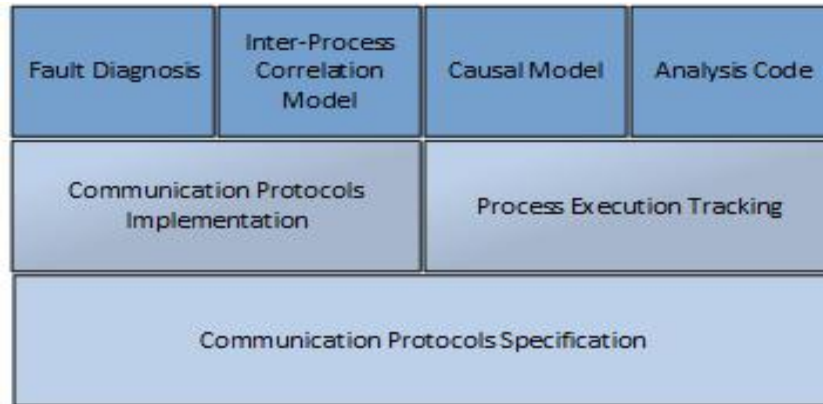 Fault Diagnosis
Inter-Process
Correlation
Model
Causal Model
Analysis Code
Communication Protocols
Implementation
Process Execution Tracking
Communication Protocols Specification